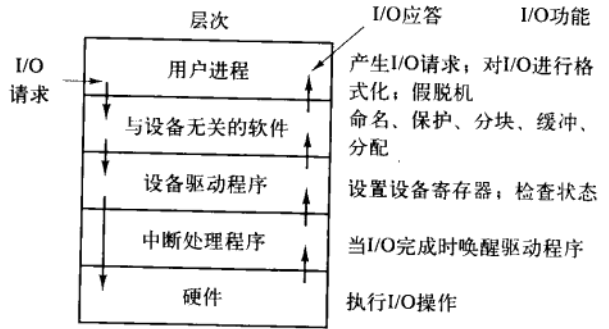 层次
I/O应答
I/O功能
I/O
请求
用户进程
产生I/O请求；对I/O进行格
式化；假脱机
与设备无关的软件
命名、保护、分块、缓冲、
分配
设备驱动程序
设置设备寄存器；检查状态
中断处理程序
当I/O完成时唤醒驱动程序
硬件
执行I/O操作